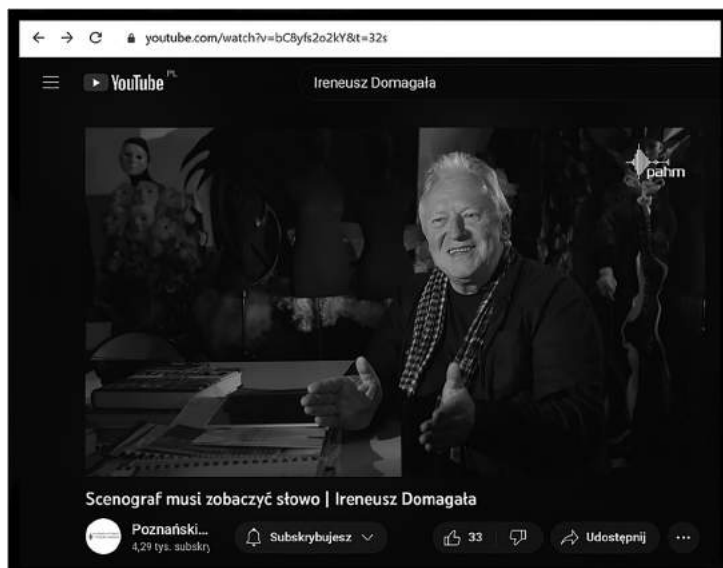 youtube.com/watch?v=bC8yfs2o2kY&t=32s
YouTube PL
Ireneusz Domagała
pahm
Scenograf musi zobaczyć słowo | Ireneusz Domagała
Poznański...
4,29 tys. subskry
Subskrybujesz
33
Udostępnij